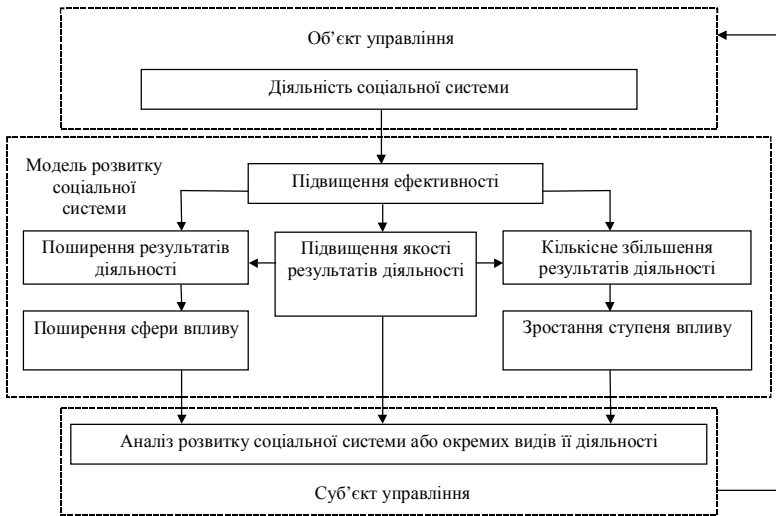 Об’єкт управління
Діяльність соціальної системи
Модель розвитку
соціальної
системи
Підвищення ефективності
Поширення результатів
діяльності
Підвищення якості
результатів діяльності
Кількісне збільшення
результатів діяльності
Поширення сфери впливу
Зростання ступеня впливу
Аналіз розвитку соціальної системи або окремих видів її діяльності
Суб’єкт управління